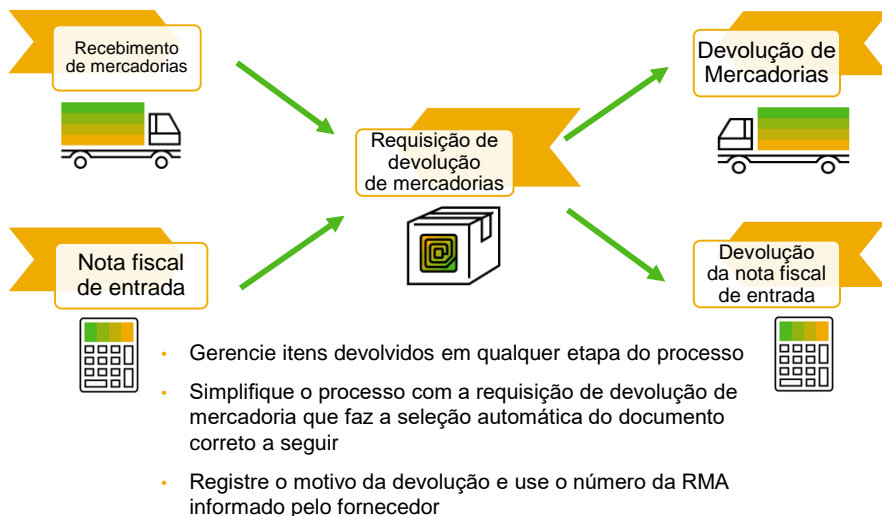 Recebimento
de mercadorias
Devolução de
Mercadorias
Requisição de
devolução
de mercadorias
Nota fiscal
de entrada
Devolução
da nota fiscal
de entrada
• Gerencie itens devolvidos em qualquer etapa do processo
• Simplifique o processo com a requisição de devolução de
mercadoria que faz a seleção automática do documento
correto a seguir
• Registre o motivo da devolução e use o número da RMA
informado pelo fornecedor